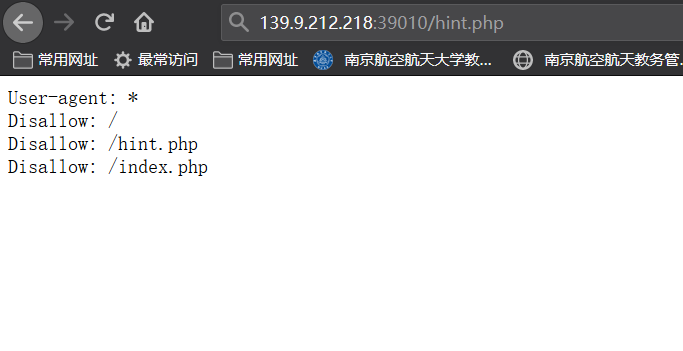 139.9.212.218:39010/hint.php
常用网址 最常访问 常用网址 南京航空航天大学教... 南京航空航天教务管.
User-agent: *
Disallow: /
Disallow: /hint.php
Disallow: /index.php